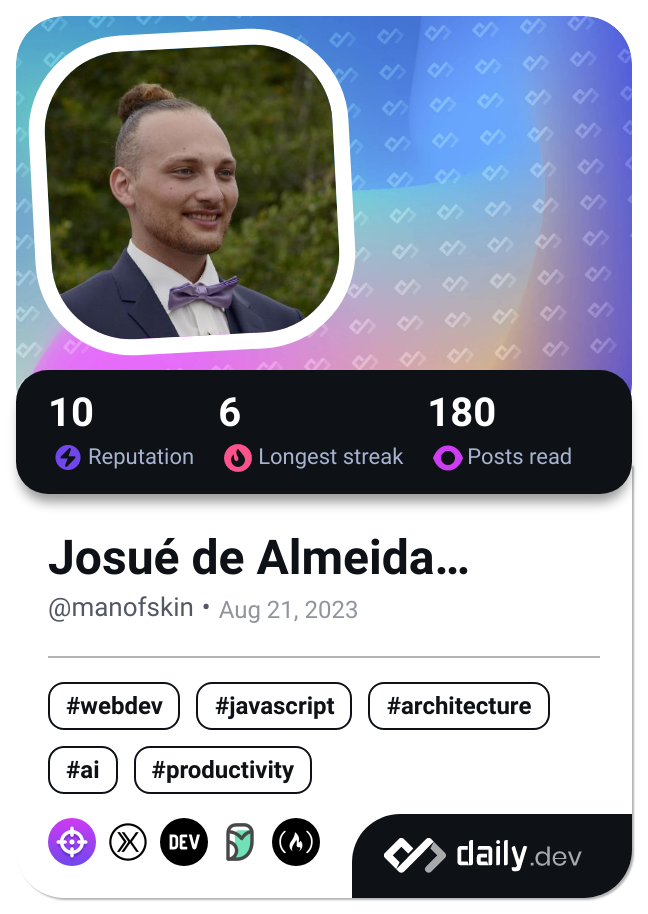 10 6 180
Reputation Longest streak Posts read
Josué de Almeida...
@manofskin • Aug 21, 2023
#webdev #javascript #architecture
#ai #productivity
DEV
daily.dev